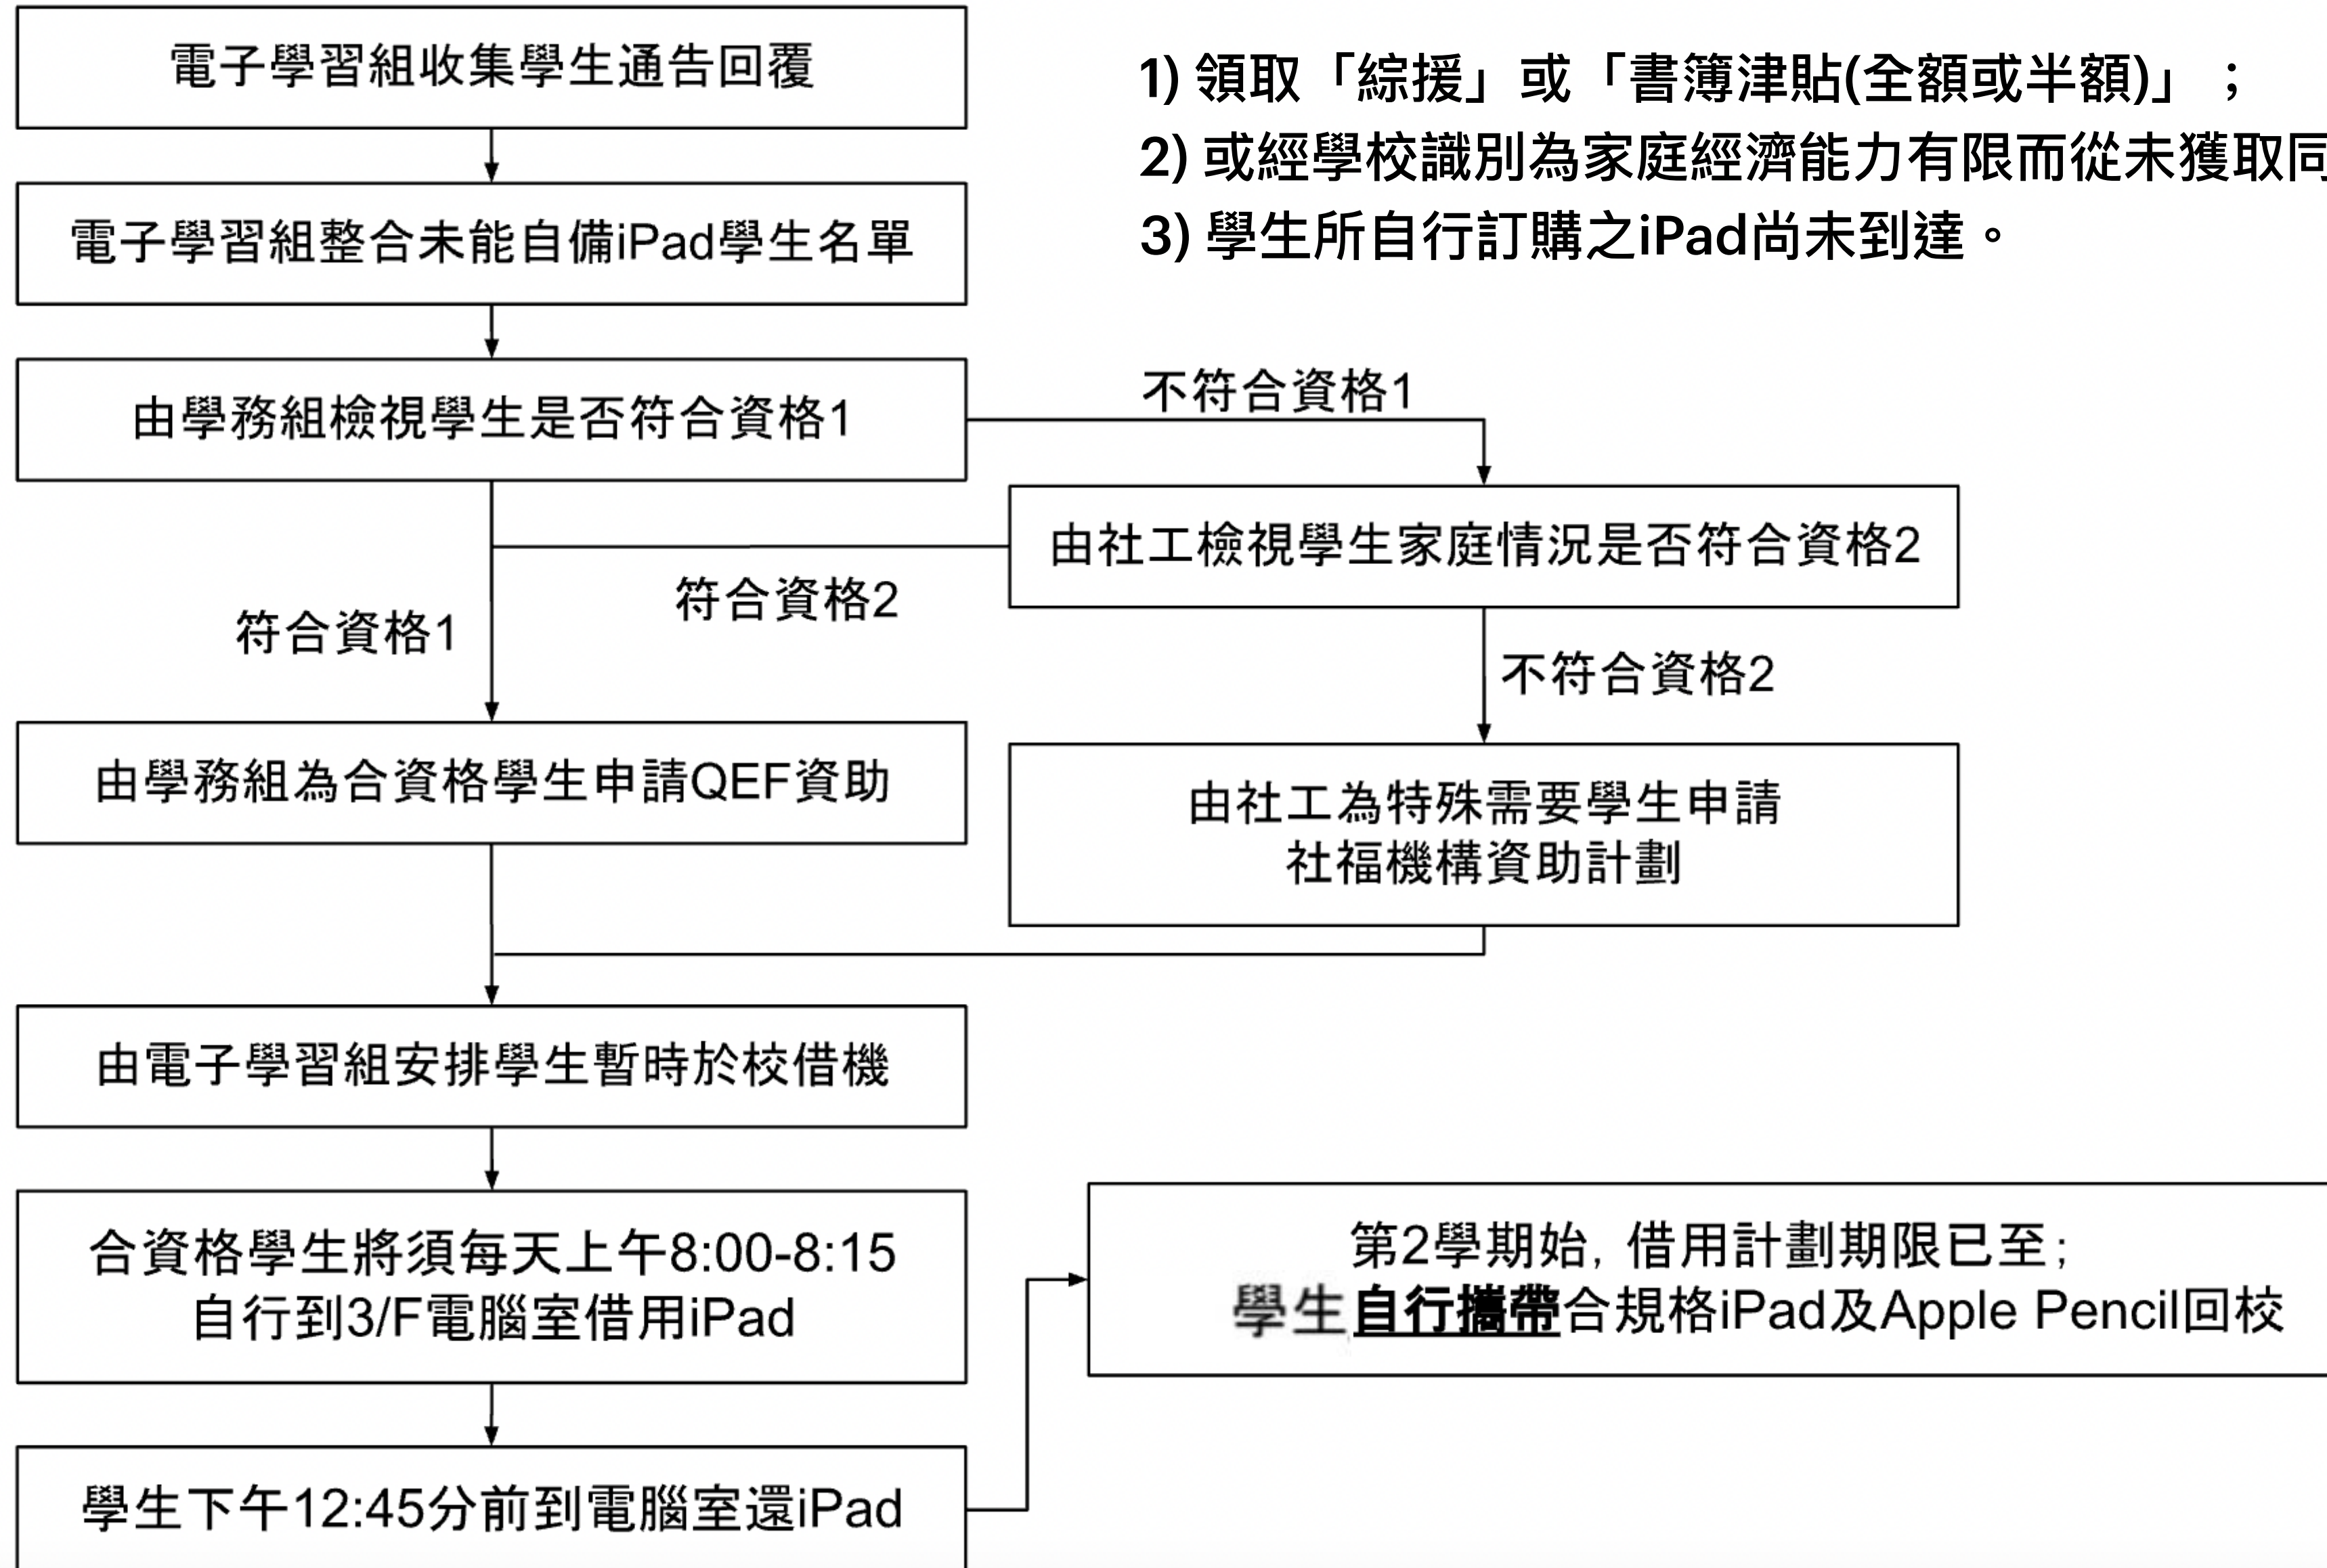 電子學習組收集學生通告回覆
1) 領取「綜援」或「書簿津貼(全額或半額)」；
2) 或經學校識別為家庭經濟能力有限而從未獲取同
3) 學生所自行訂購之iPad尚未到達。
電子學習組整合未能自備iPad學生名單
由學務組檢視學生是否符合資格1
不符合資格1
由社工檢視學生家庭情況是否符合資格2
符合資格2
符合資格1
不符合資格2
由學務組為合資格學生申請QEF資助
由社工為特殊需要學生申請
社福機構資助計劃
由電子學習組安排學生暫時於校借機
合資格學生將須每天上午8:00-8:15
自行到3/F電腦室借用iPad
第2學期始, 借用計劃期限已至;
學生自行攜帶合規格iPad及Apple Pencil回校
學生下午12:45分前到電腦室還iPad